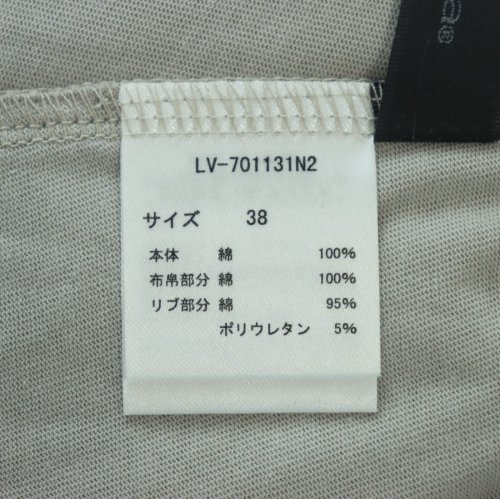 LV-701131N2
サイズ 38
本体 綿 100%
布帛部分 綿 100%
リブ部分 綿 95%
ポリウレタン 5%